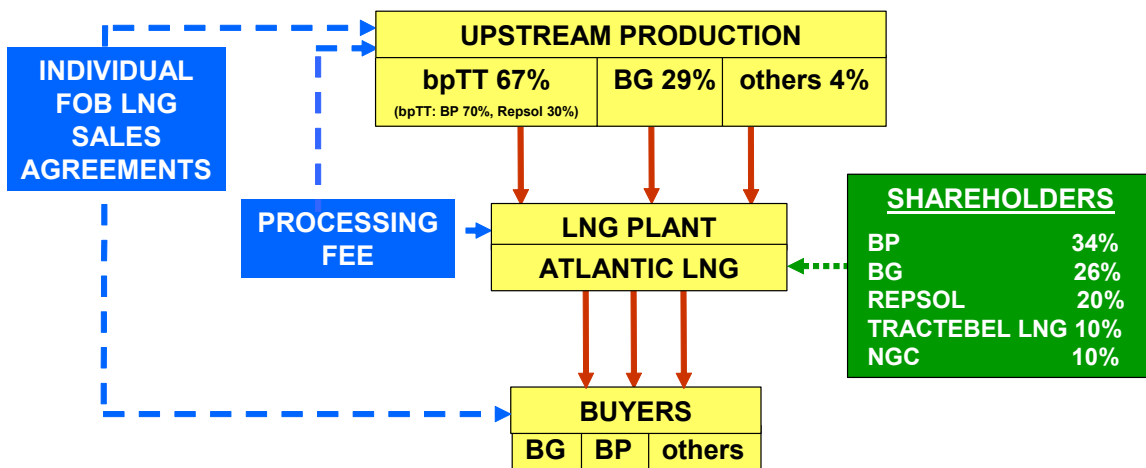 UPSTREAM PRODUCTION
bpTT 67%
(bpTT: BP 70%, Repsol 30%)
BG 29%
others 4%
INDIVIDUAL
FOB LNG
SALES
AGREEMENTS
PROCESSING
FEE
LNG PLANT
ATLANTIC LNG
SHAREHOLDERS
BP 34%
BG 26%
REPSOL 20%
TRACTEBEL LNG 10%
NGC 10%
BUYERS
BG BP others